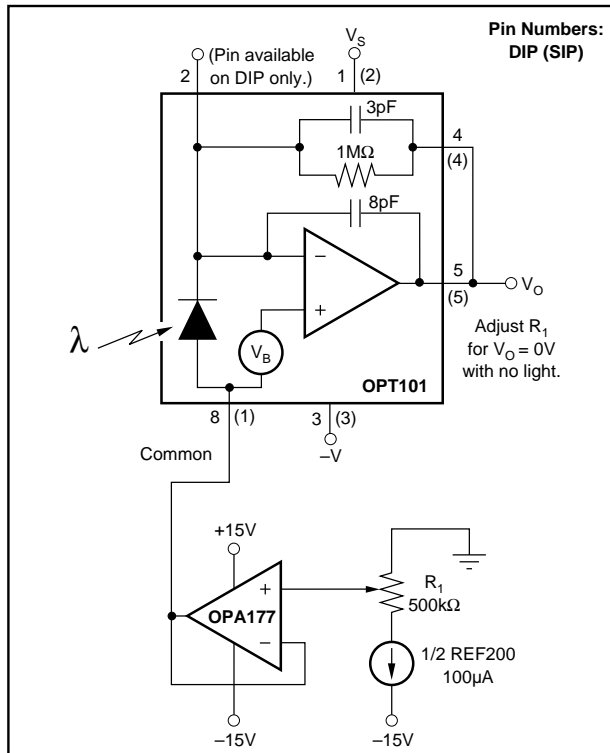 Pin Numbers:
DIP (SIP)
(Pin available
on DIP only.)
2
V_S
1 (2)
3pF
1MΩ
8pF
4
(4)
5
(5)
V_O
−
+
V_B
λ
OPT101
Adjust R_1
for V_O = 0V
with no light.
8 (1)
3 (3)
–V
Common
+15V
+
−
OPA177
–15V
R_1
500kΩ
1/2 REF200
100µA
–15V